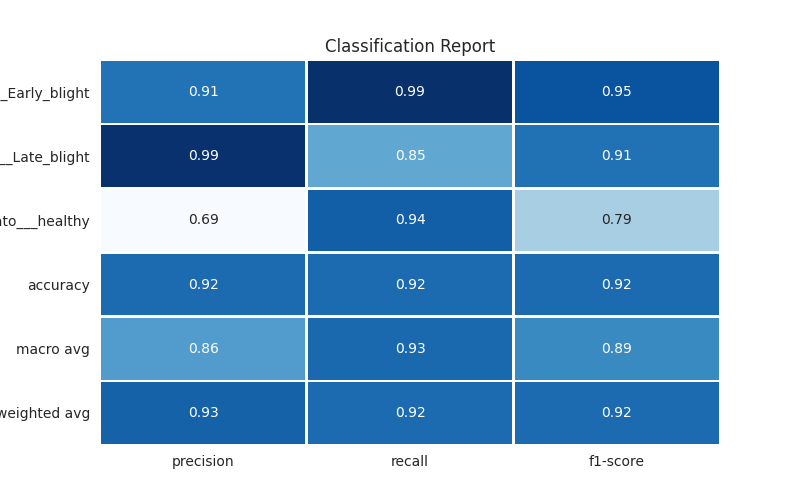 Classification Report
_Early_blight 0.91 0.99 0.95
__Late_blight 0.99 0.85 0.91
ato___healthy 0.69 0.94 0.79
accuracy 0.92 0.92 0.92
macro avg 0.86 0.93 0.89
weighted avg 0.93 0.92 0.92
precision recall f1-score